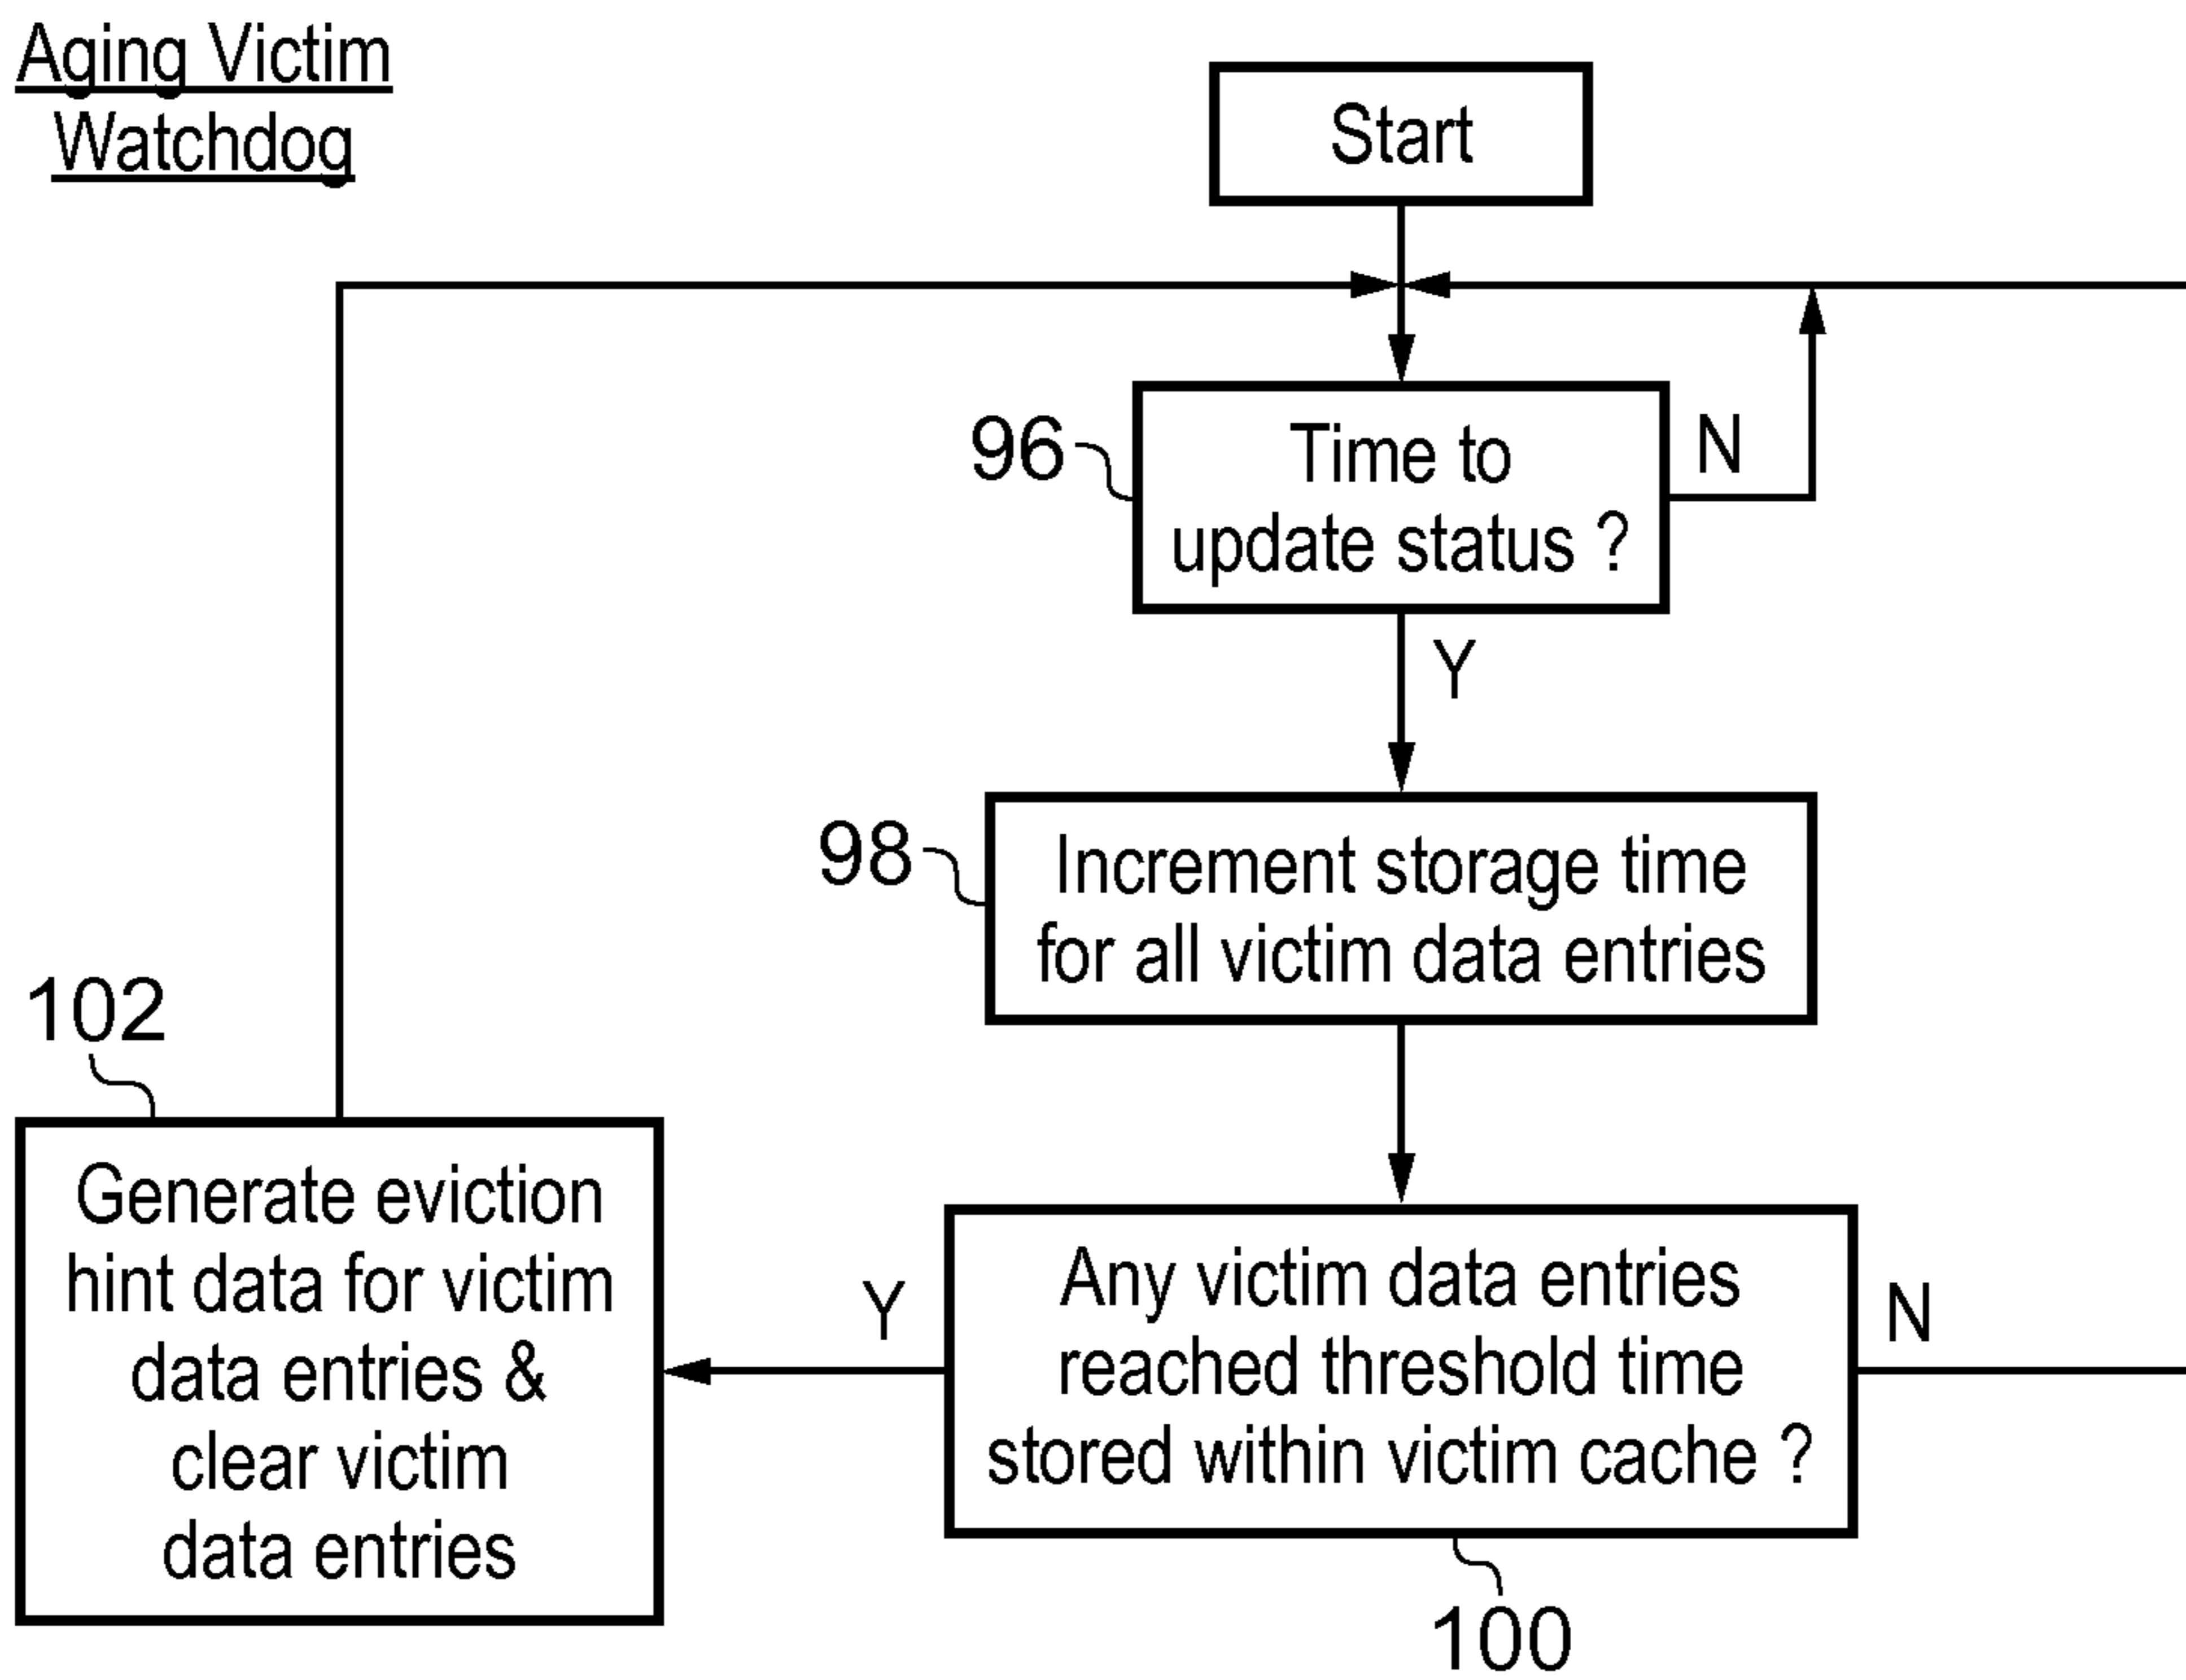 Aging Victim
Watchdog
Start
96
Time to
update status ?
N
Y
98
Increment storage time
for all victim data entries
102
Generate eviction
hint data for victim
data entries &
clear victim
data entries
Y
Any victim data entries
reached threshold time
stored within victim cache ?
N
100